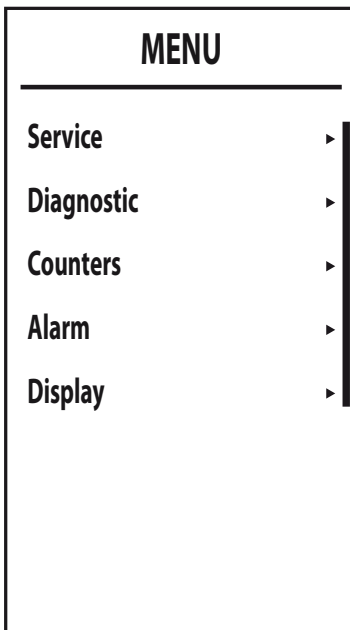 MENU
Service
Diagnostic
Counters
Alarm
Display